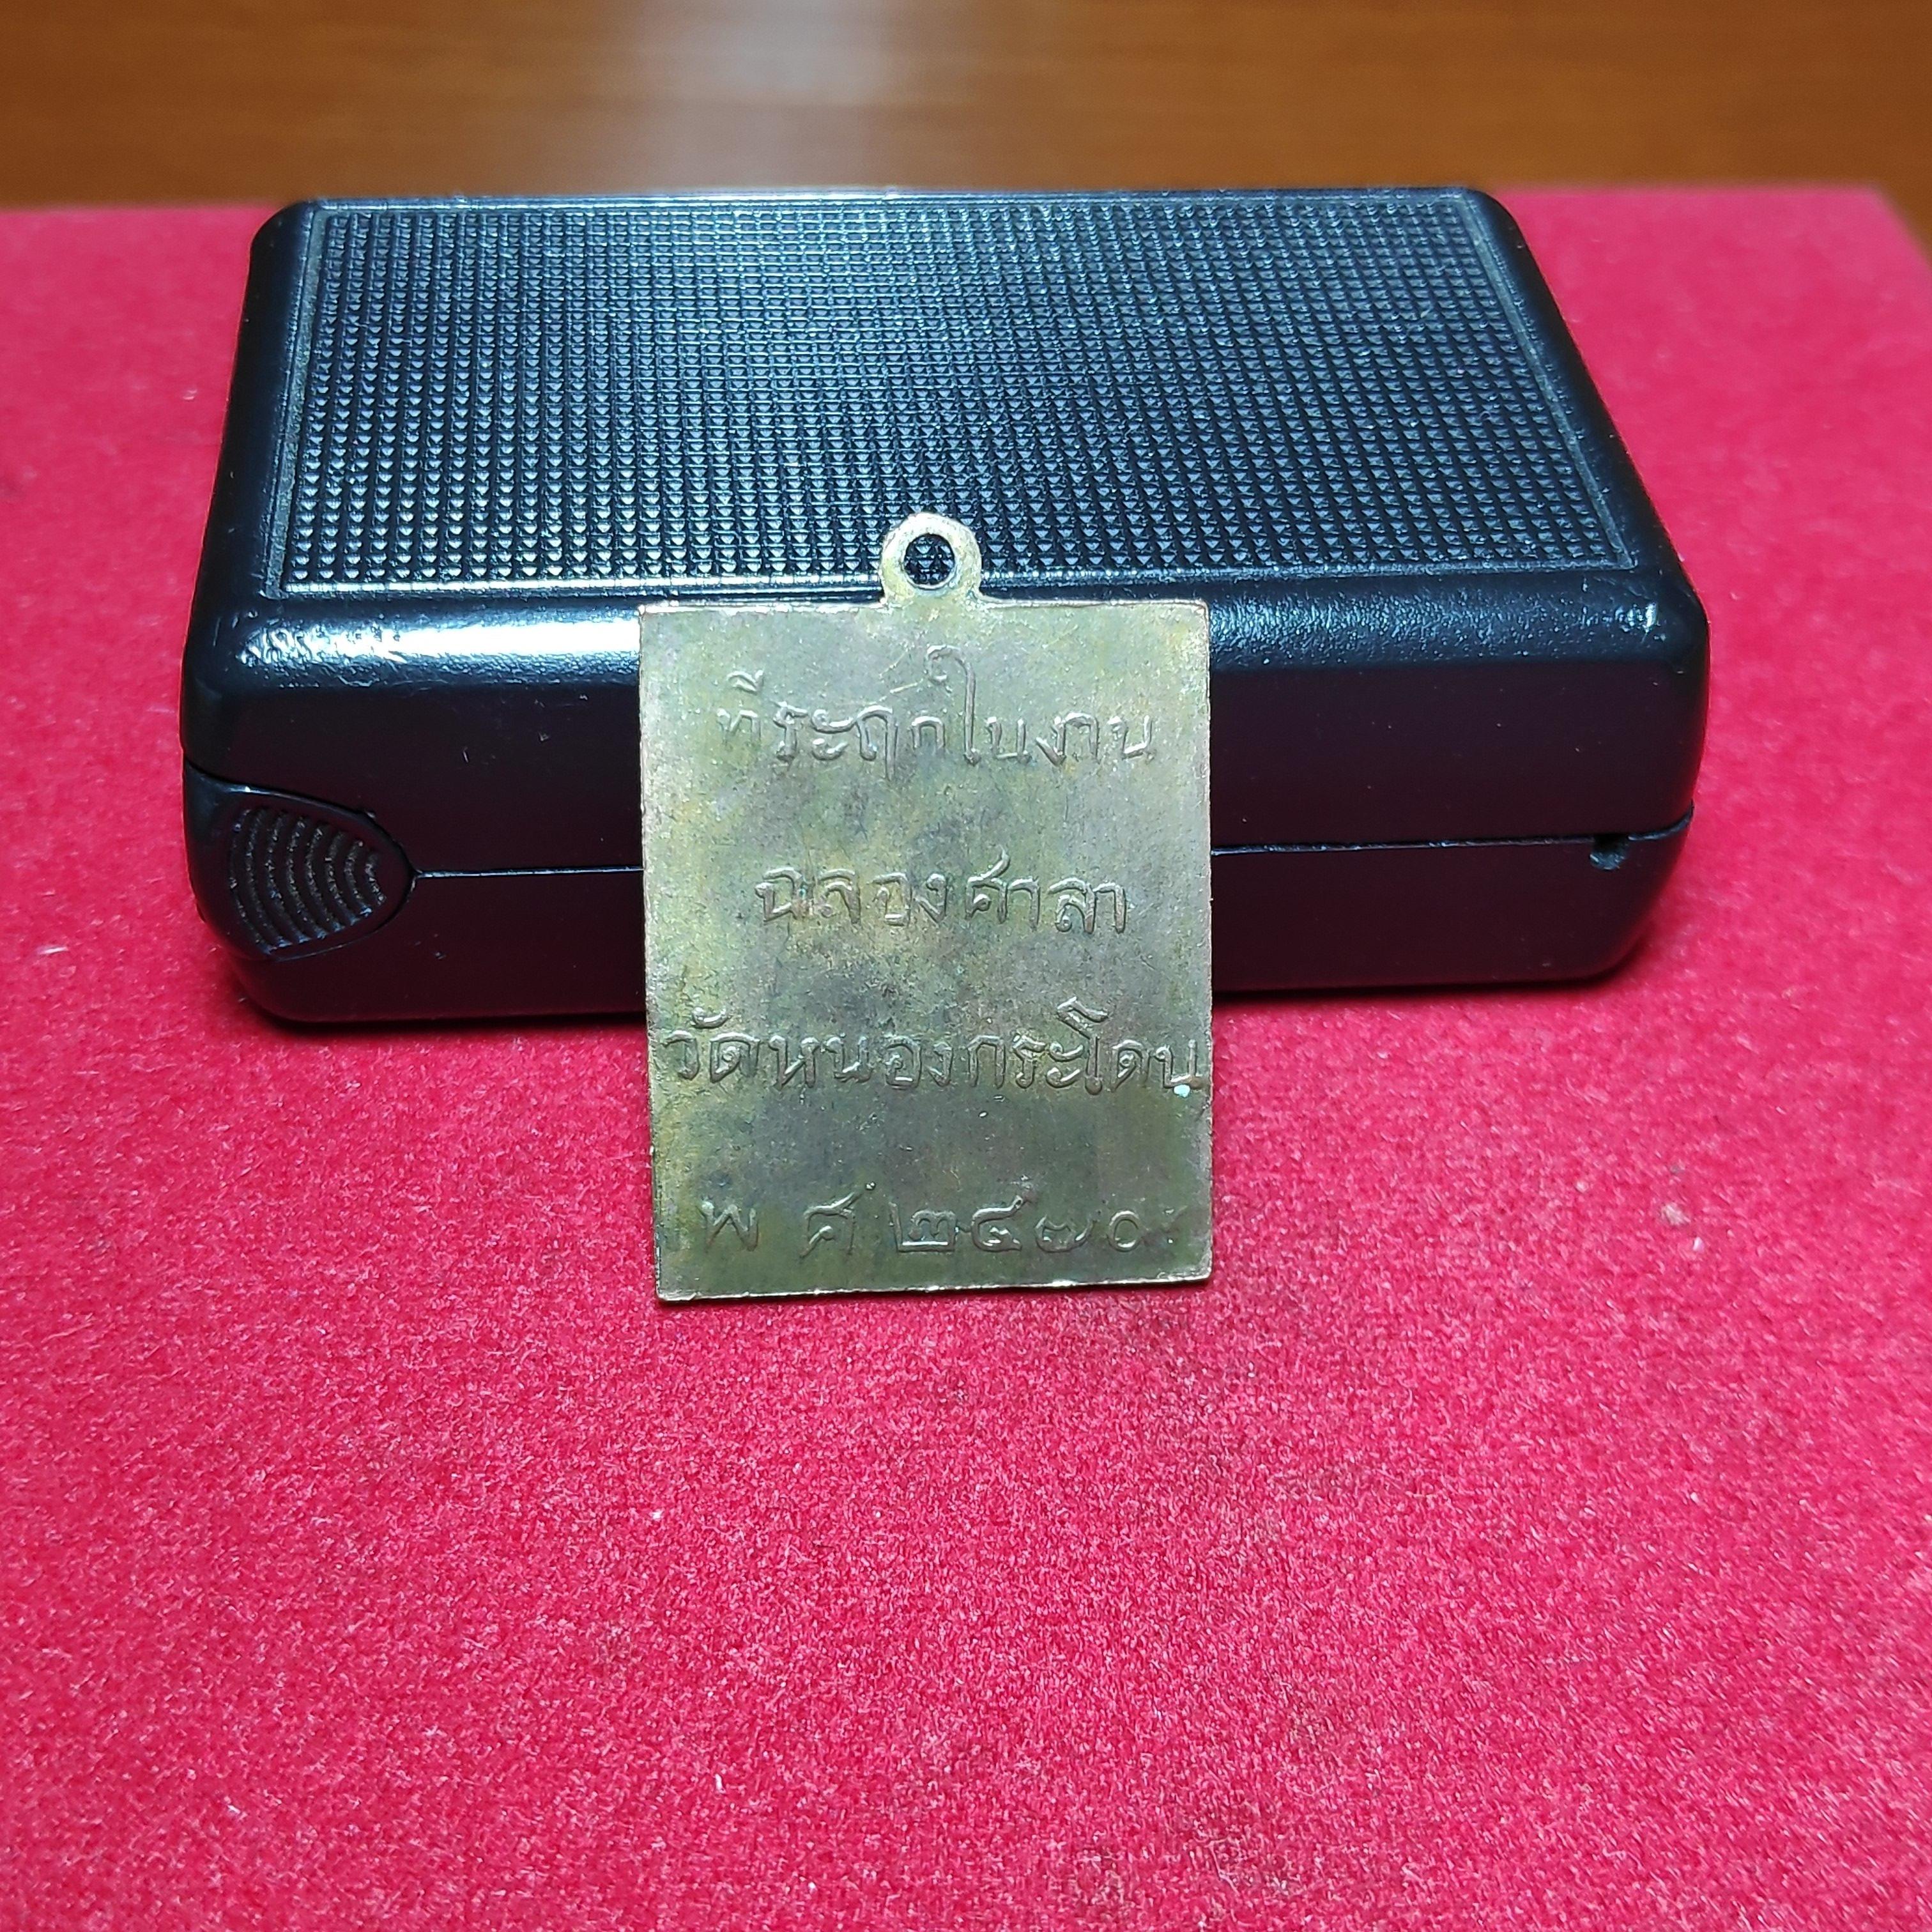 ที่ระฤกในงาน
ฉลองศาลา
วัดหนองกระโดน
พ ศ ๒๔๗๐